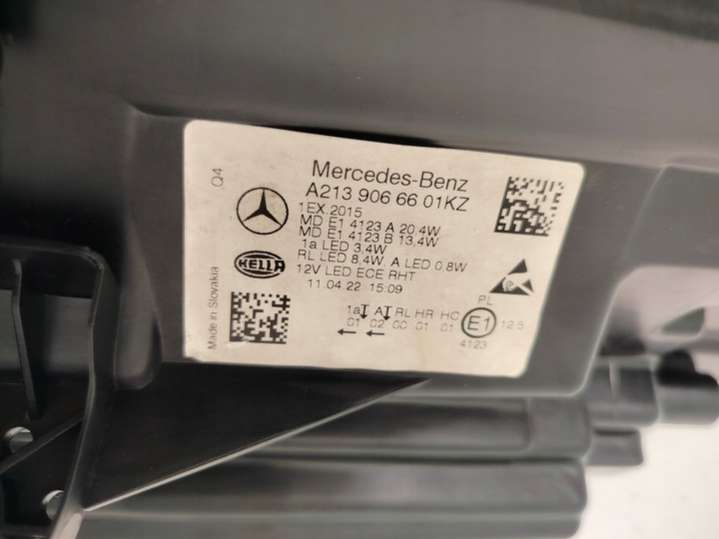 Mercedes-Benz
A213 906 66 01KZ
1EX 2015
MD E1 4123 A 20,4W
MD E1 4123 B 13,4W
1a LED 3,4W
RL LED 8,4W, A LED 0,8W
12V LED ECE RHT
11.04.22 15:09
HELLA
Q4
Made in Slovakia
1a A RL HR HC
01 02 00 01 01
PL
E1 12.5
4123